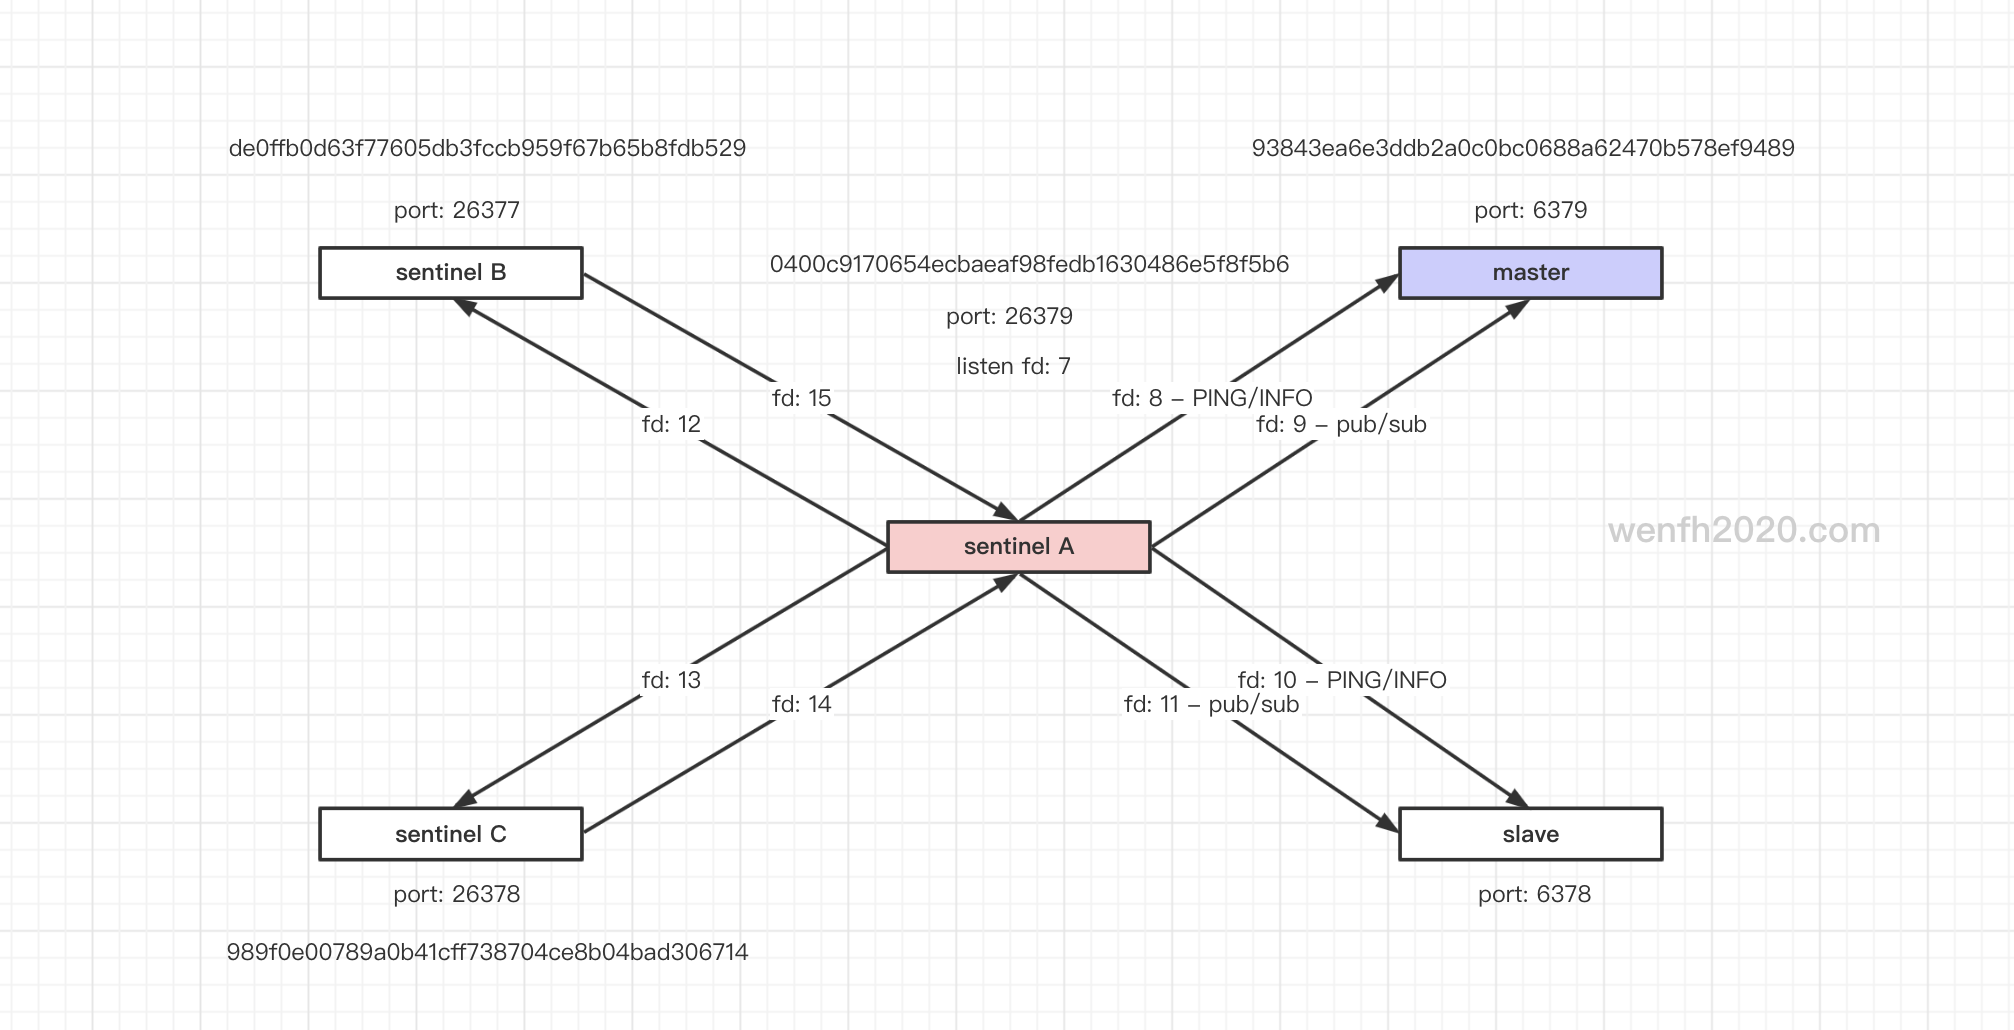 de0ffb0d63f77605db3fccb959f67b65b8fdb529
93843ea6e3ddb2a0c0bc0688a62470b578ef9489
port: 26377
port: 6379
sentinel B
0400c9170654ecbaeaf98fedb1630486e5f8f5b6
master
port: 26379
listen fd: 7
fd: 15
fd: 8 – PING/INFO
fd: 12
fd: 9 – pub/sub
wenfh2020.com
sentinel A
fd: 13
fd: 10 – PING/INFO
fd: 14
fd: 11 – pub/sub
sentinel C
slave
port: 26378
port: 6378
989f0e00789a0b41cff738704ce8b04bad306714